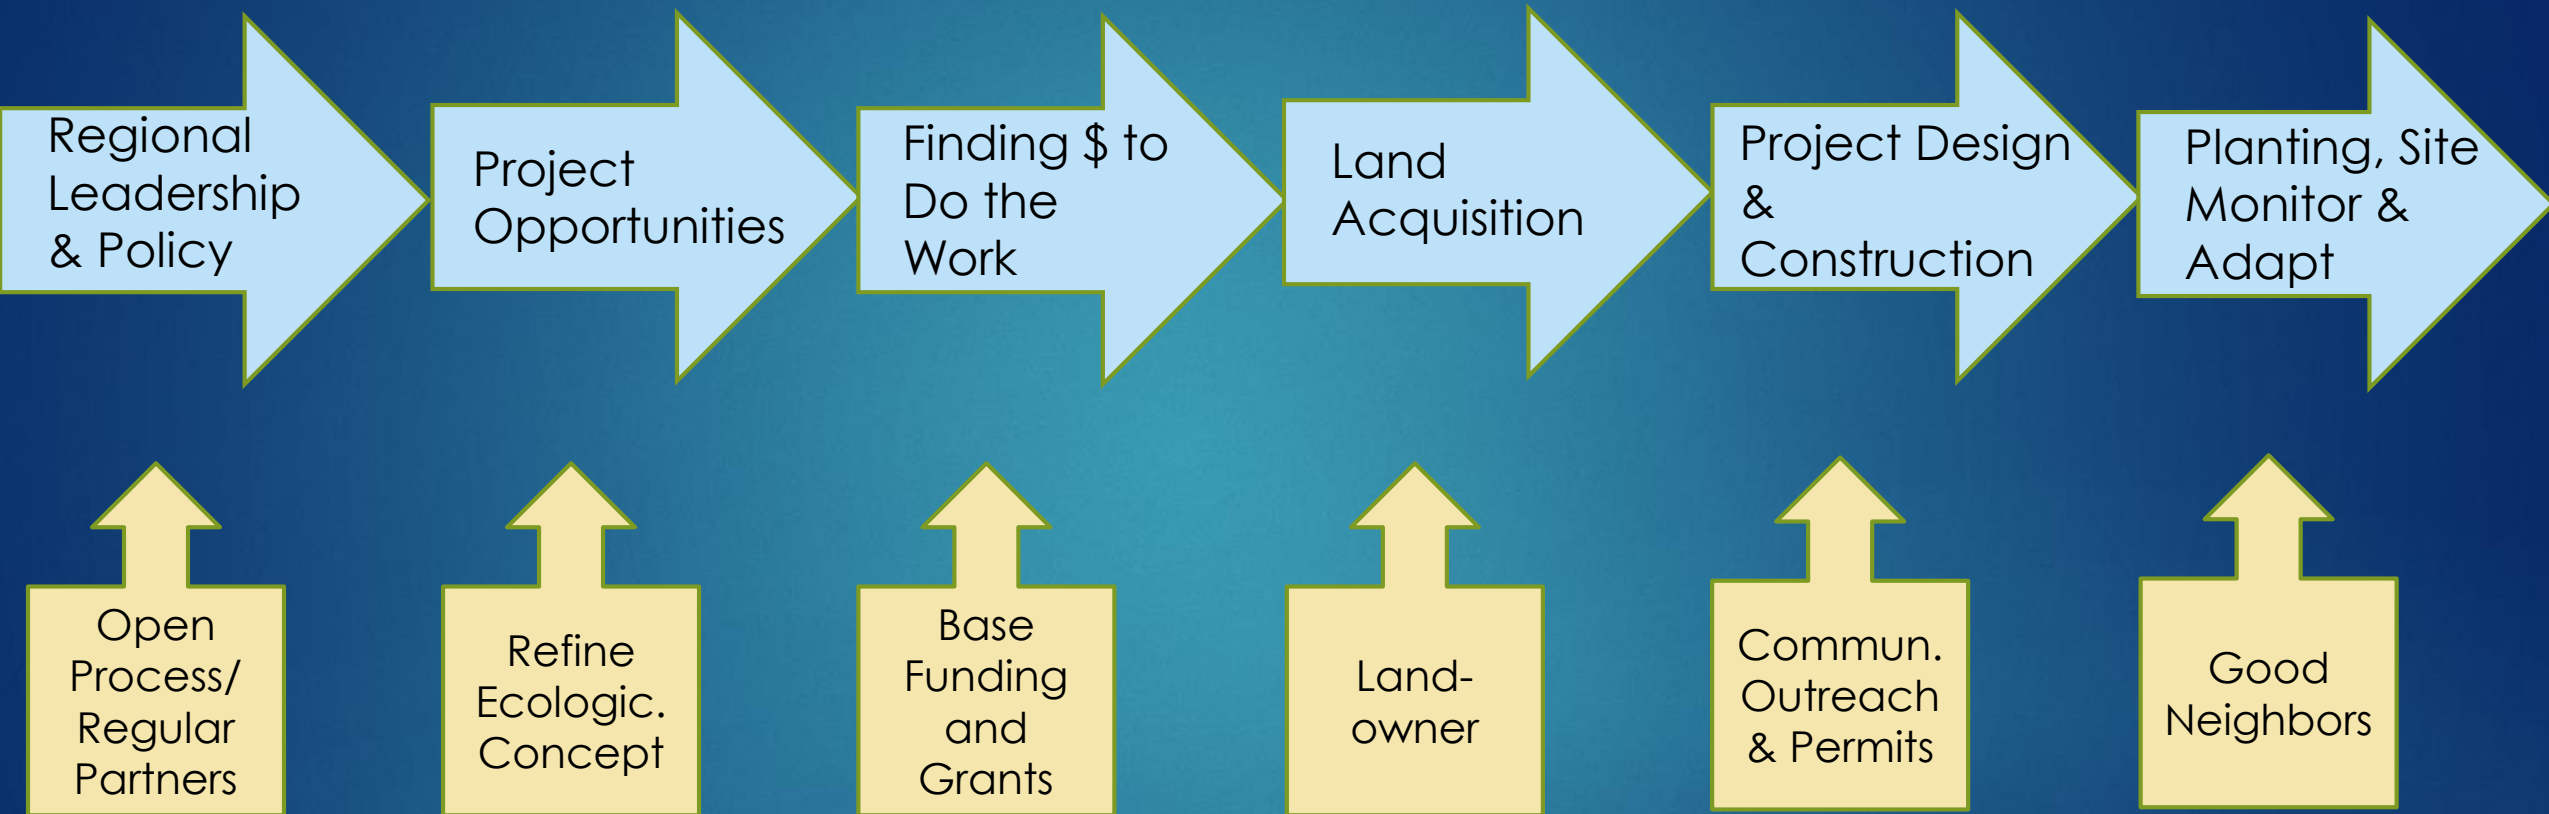 Regional
Leadership
& Policy
Project
Opportunities
Finding $ to
Do the
Work
Land
Acquisition
Project Design
&
Construction
Planting, Site
Monitor &
Adapt
Open
Process/
Regular
Partners
Refine
Ecologic.
Concept
Base
Funding
and
Grants
Land-
owner
Commun.
Outreach
& Permits
Good
Neighbors